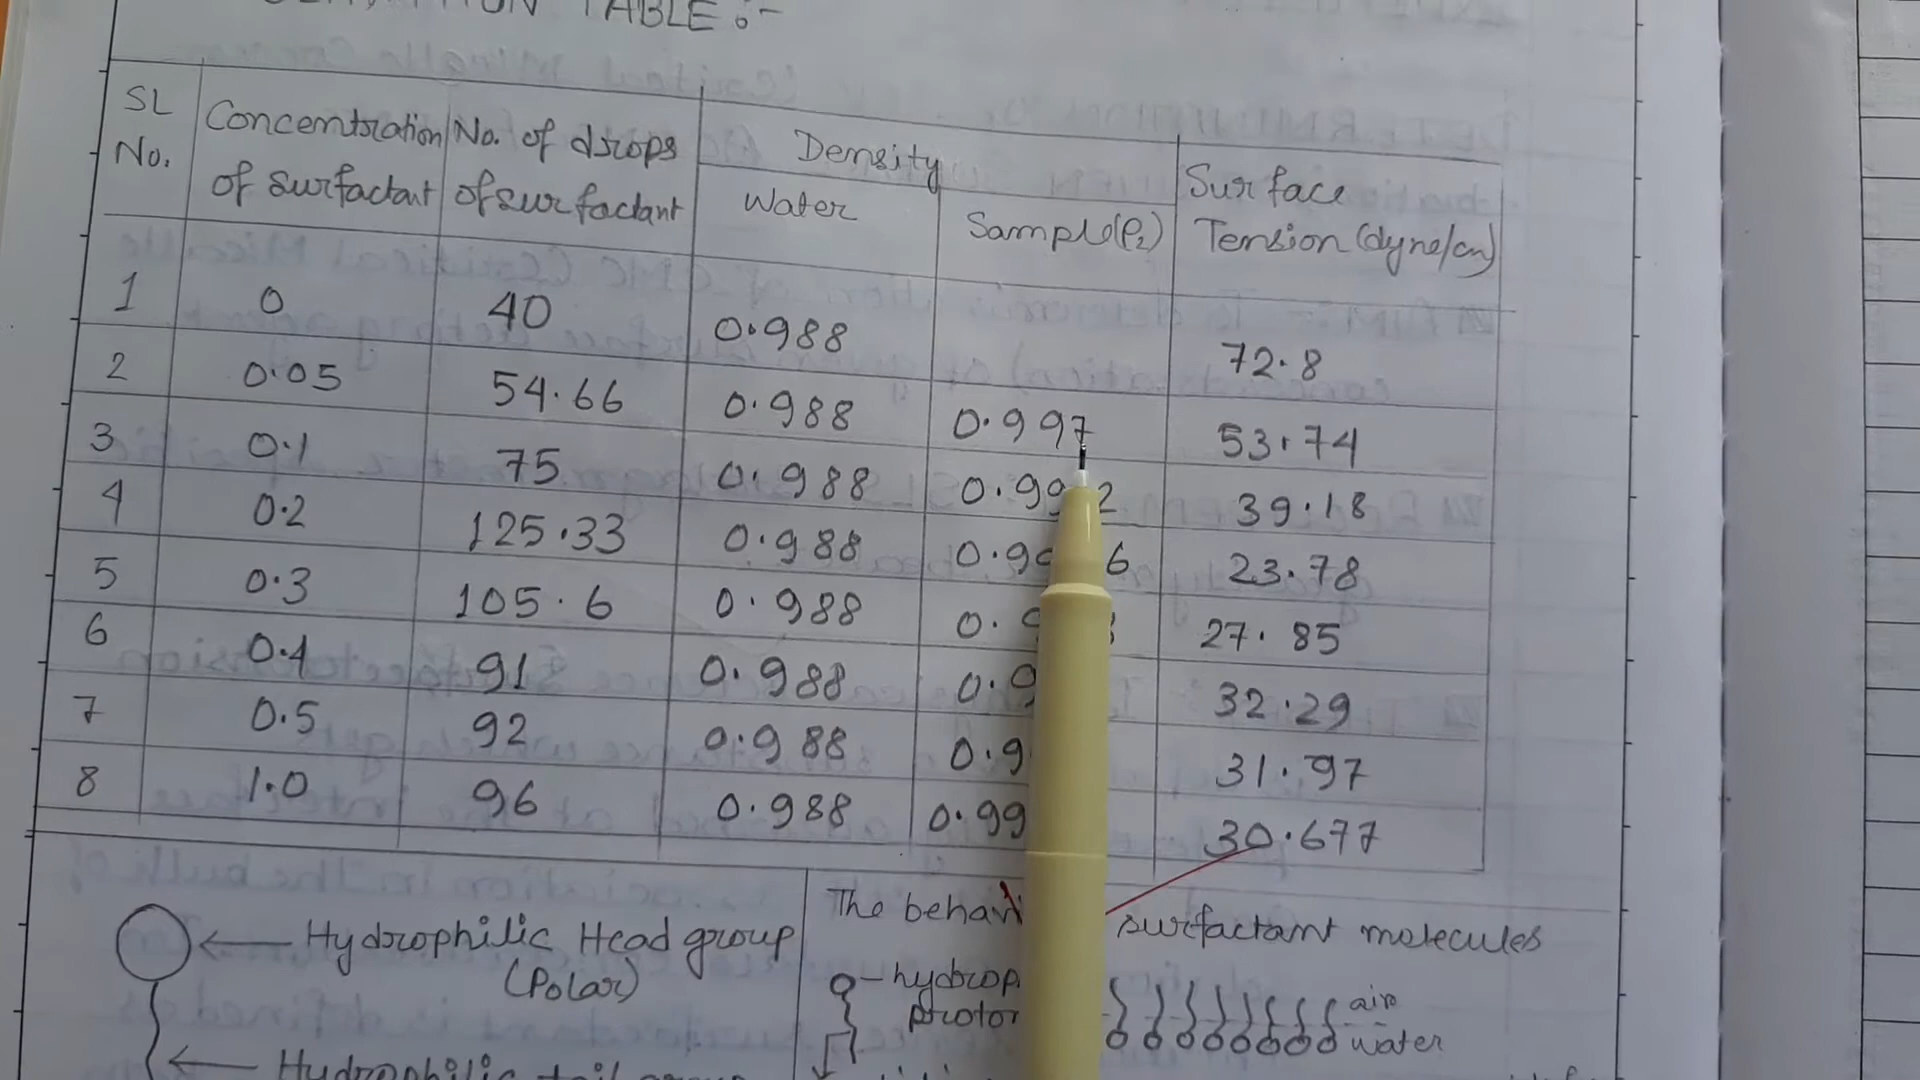 TABLE :-
SL No. Concentration of surfactant No. of drops of surfactant Density Water Sample(ρ₂) Surface Tension (dyne/cm)
1 0 40 0.988 72.8
2 0.05 54.66 0.988 0.997 53.74
3 0.1 75 0.988 39.18
4 0.2 125.33 0.988 23.78
5 0.3 105.6 0.988 27.85
6 0.4 91 0.988 32.29
7 0.5 92 0.988 31.97
8 1.0 96 0.988 30.677
Hydrophilic Head group
(Polar)
The surfactant molecules
air
water